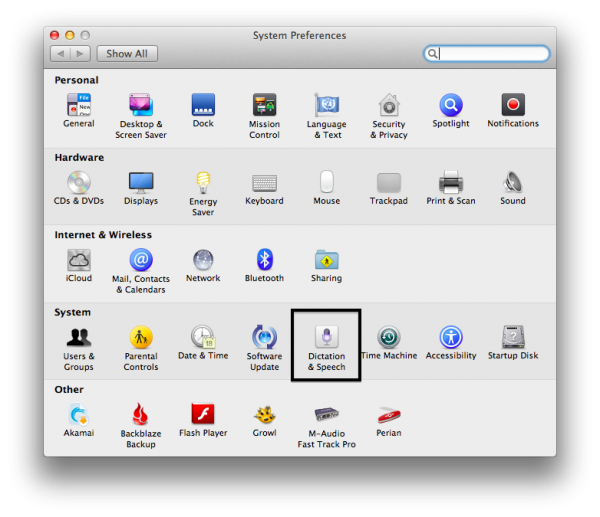 System Preferences
Show All
Personal
General
Desktop &
Screen Saver
Dock
Mission
Control
Language
& Text
Security
& Privacy
Spotlight
Notifications
Hardware
CDs & DVDs
Displays
Energy
Saver
Keyboard
Mouse
Trackpad
Print & Scan
Sound
Internet & Wireless
iCloud
Mail, Contacts
& Calendars
Network
Bluetooth
Sharing
System
Users &
Groups
Parental
Controls
Date & Time
18
Software
Update
Dictation
& Speech
Time Machine
Accessibility
Startup Disk
Other
Akamai
Backblaze
Backup
Flash Player
Growl
M-Audio
Fast Track Pro
Perian